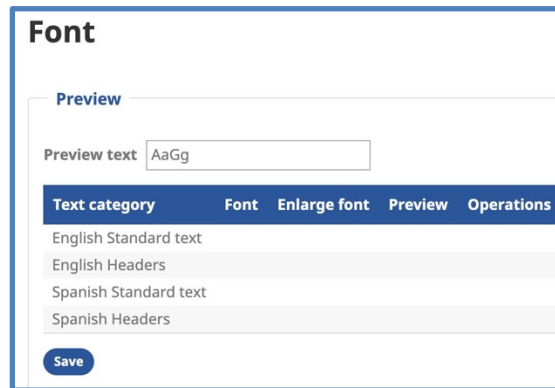 Font
Preview
Preview text AaGg
Text category Font Enlarge font Preview Operations
English Standard text
English Headers
Spanish Standard text
Spanish Headers
Save